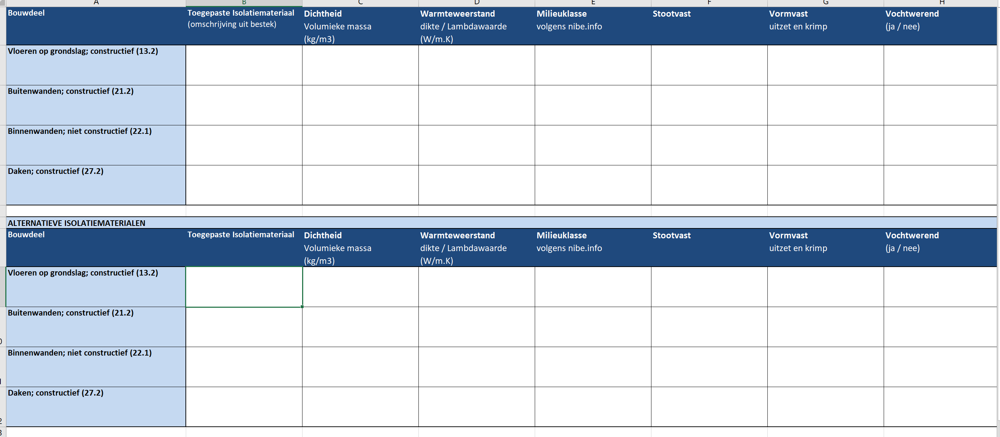 A B C D E F G H
Bouwdeel Toegepaste Isolatiemateriaal Dichtheid Warmteweerstand Milieuklasse Stootvast Vormvast Vochtwerend
(omschrijving uit bestek) Volumieke massa dikte / Lambdawaarde volgens nibe.info uitzet en krimp (ja / nee)
(kg/m3) (W/m.K)
Vloeren op grondslag; constructief (13.2)
Buitenwanden; constructief (21.2)
Binnenwanden; niet constructief (22.1)
Daken; constructief (27.2)
ALTERNATIEVE ISOLATIEMATERIALEN
Bouwdeel Toegepaste Isolatiemateriaal Dichtheid Warmteweerstand Milieuklasse Stootvast Vormvast Vochtwerend
Volumieke massa dikte / Lambdawaarde volgens nibe.info uitzet en krimp (ja / nee)
(kg/m3) (W/m.K)
Vloeren op grondslag; constructief (13.2)
Buitenwanden; constructief (21.2)
Binnenwanden; niet constructief (22.1)
Daken; constructief (27.2)